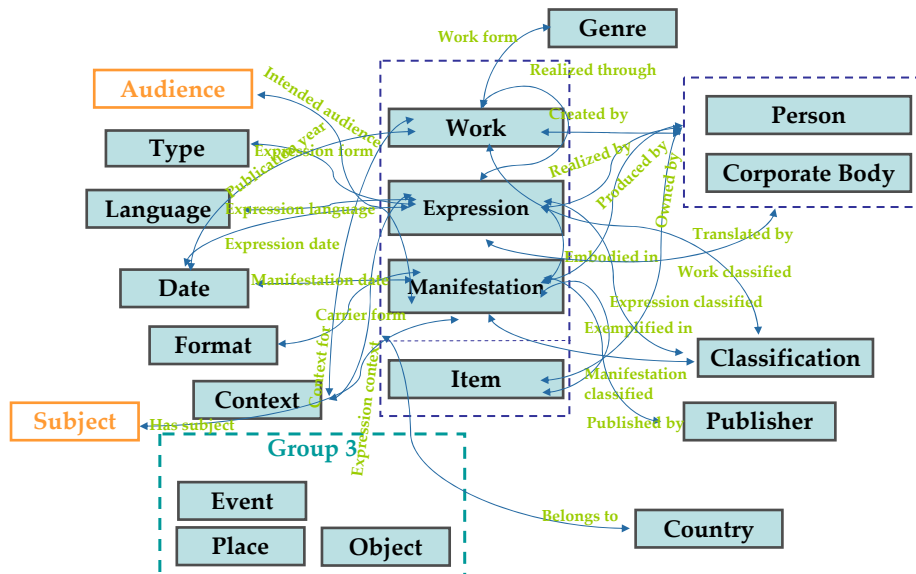 Genre
Work form
Realized through
Audience
Intended audience
Person
Work
Created by
Type
Expression form
Publication year
Realized by
Produced by
Owned by
Corporate Body
Language
Expression language
Expression
Translated by
Expression date
Embodied in
Work classified
Date
Manifestation date
Manifestation
Expression classified
Carrier form
Exemplified in
Format
Context for
Classification
Context
Expression context
Item
Manifestation
classified
Subject
Has subject
Published by
Publisher
Group 3
Event
Belongs to
Country
Place
Object